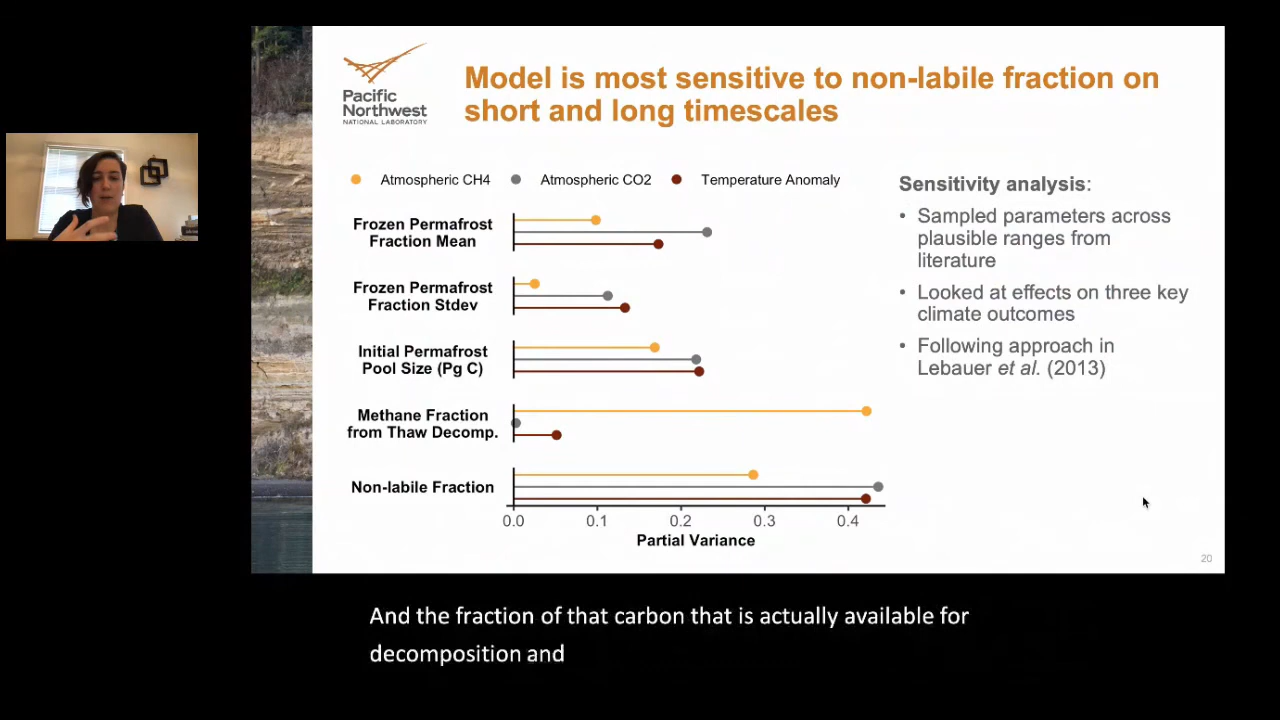 Pacific
Northwest
NATIONAL LABORATORY
Model is most sensitive to non-labile fraction on
short and long timescales
Atmospheric CH4
Atmospheric CO2
Temperature Anomaly
Frozen Permafrost
Fraction Mean
Frozen Permafrost
Fraction Stdev
Initial Permafrost
Pool Size (Pg C)
Methane Fraction
from Thaw Decomp.
Non-labile Fraction
0.0 0.1 0.2 0.3 0.4
Partial Variance
Sensitivity analysis:
• Sampled parameters across
plausible ranges from
literature
• Looked at effects on three key
climate outcomes
• Following approach in
Lebauer et al. (2013)
20
And the fraction of that carbon that is actually available for
decomposition and